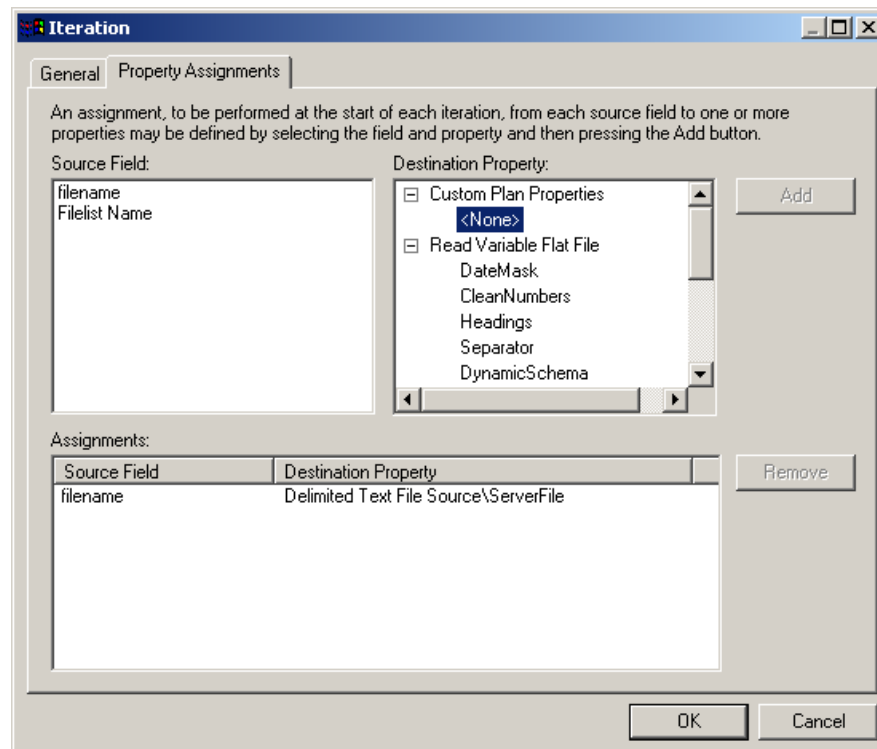 Iteration
General
Property Assignments
An assignment, to be performed at the start of each iteration, from each source field to one or more
properties may be defined by selecting the field and property and then pressing the Add button.
Source Field:
filename
Filelist Name
Destination Property:
Custom Plan Properties
<None>
Read Variable Flat File
DateMask
CleanNumbers
Headings
Separator
DynamicSchema
Add
Assignments:
Source Field Destination Property
filename Delimited Text File Source\ServerFile
Remove
OK
Cancel